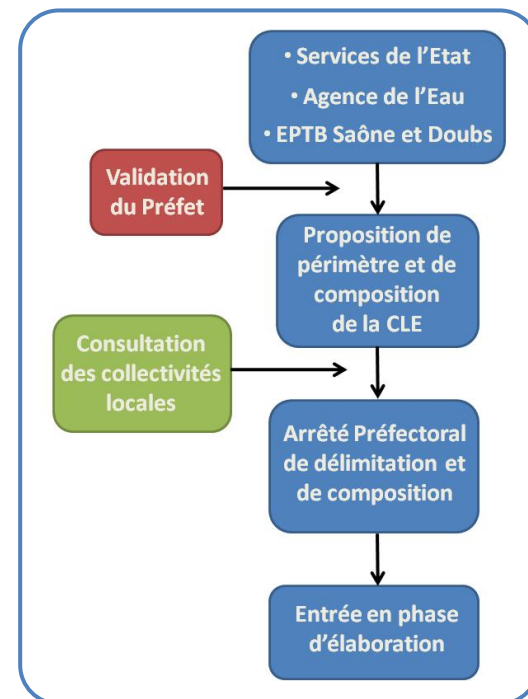 • Services de l'Etat
• Agence de l'Eau
• EPTB Saône et Doubs
Validation
du Préfet
Proposition de
périmètre et de
composition
de la CLE
Consultation
des collectivités
locales
Arrêté Préfectoral
de délimitation et
de composition
Entrée en phase
d'élaboration